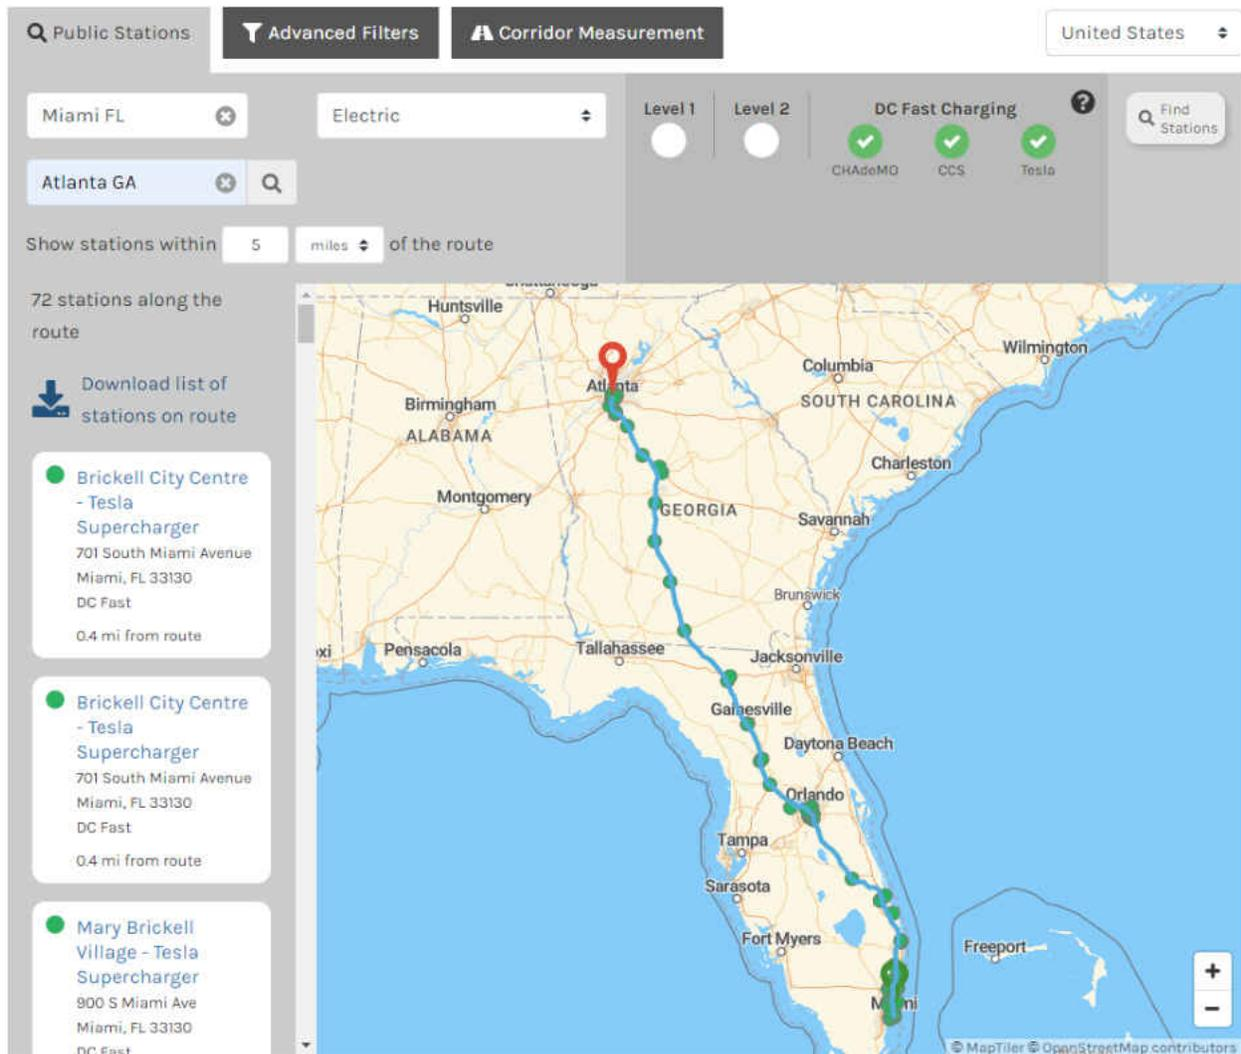 Public Stations
Advanced Filters
Corridor Measurement
United States
Miami FL
Electric
Level 1
Level 2
DC Fast Charging
CHAdeMO
CCS
Tesla
Find
Stations
Atlanta GA
Show stations within
5
miles
of the route
72 stations along the
route
Download list of
stations on route
Brickell City Centre
- Tesla
Supercharger
701 South Miami Avenue
Miami, FL 33130
DC Fast
0.4 mi from route
Brickell City Centre
- Tesla
Supercharger
701 South Miami Avenue
Miami, FL 33130
DC Fast
0.4 mi from route
Mary Brickell
Village - Tesla
Supercharger
900 S Miami Ave
Miami, FL 33130
DC Fast
Huntsville
Wilmington
Columbia
Atlanta
SOUTH CAROLINA
Birmingham
ALABAMA
Charleston
Montgomery
GEORGIA
Savannah
Brunswick
xi
Pensacola
Tallahassee
Jacksonville
Gainesville
Daytona Beach
Orlando
Tampa
Sarasota
Fort Myers
Freeport
Miami
+
−
© MapTiler © OpenStreetMap contributors